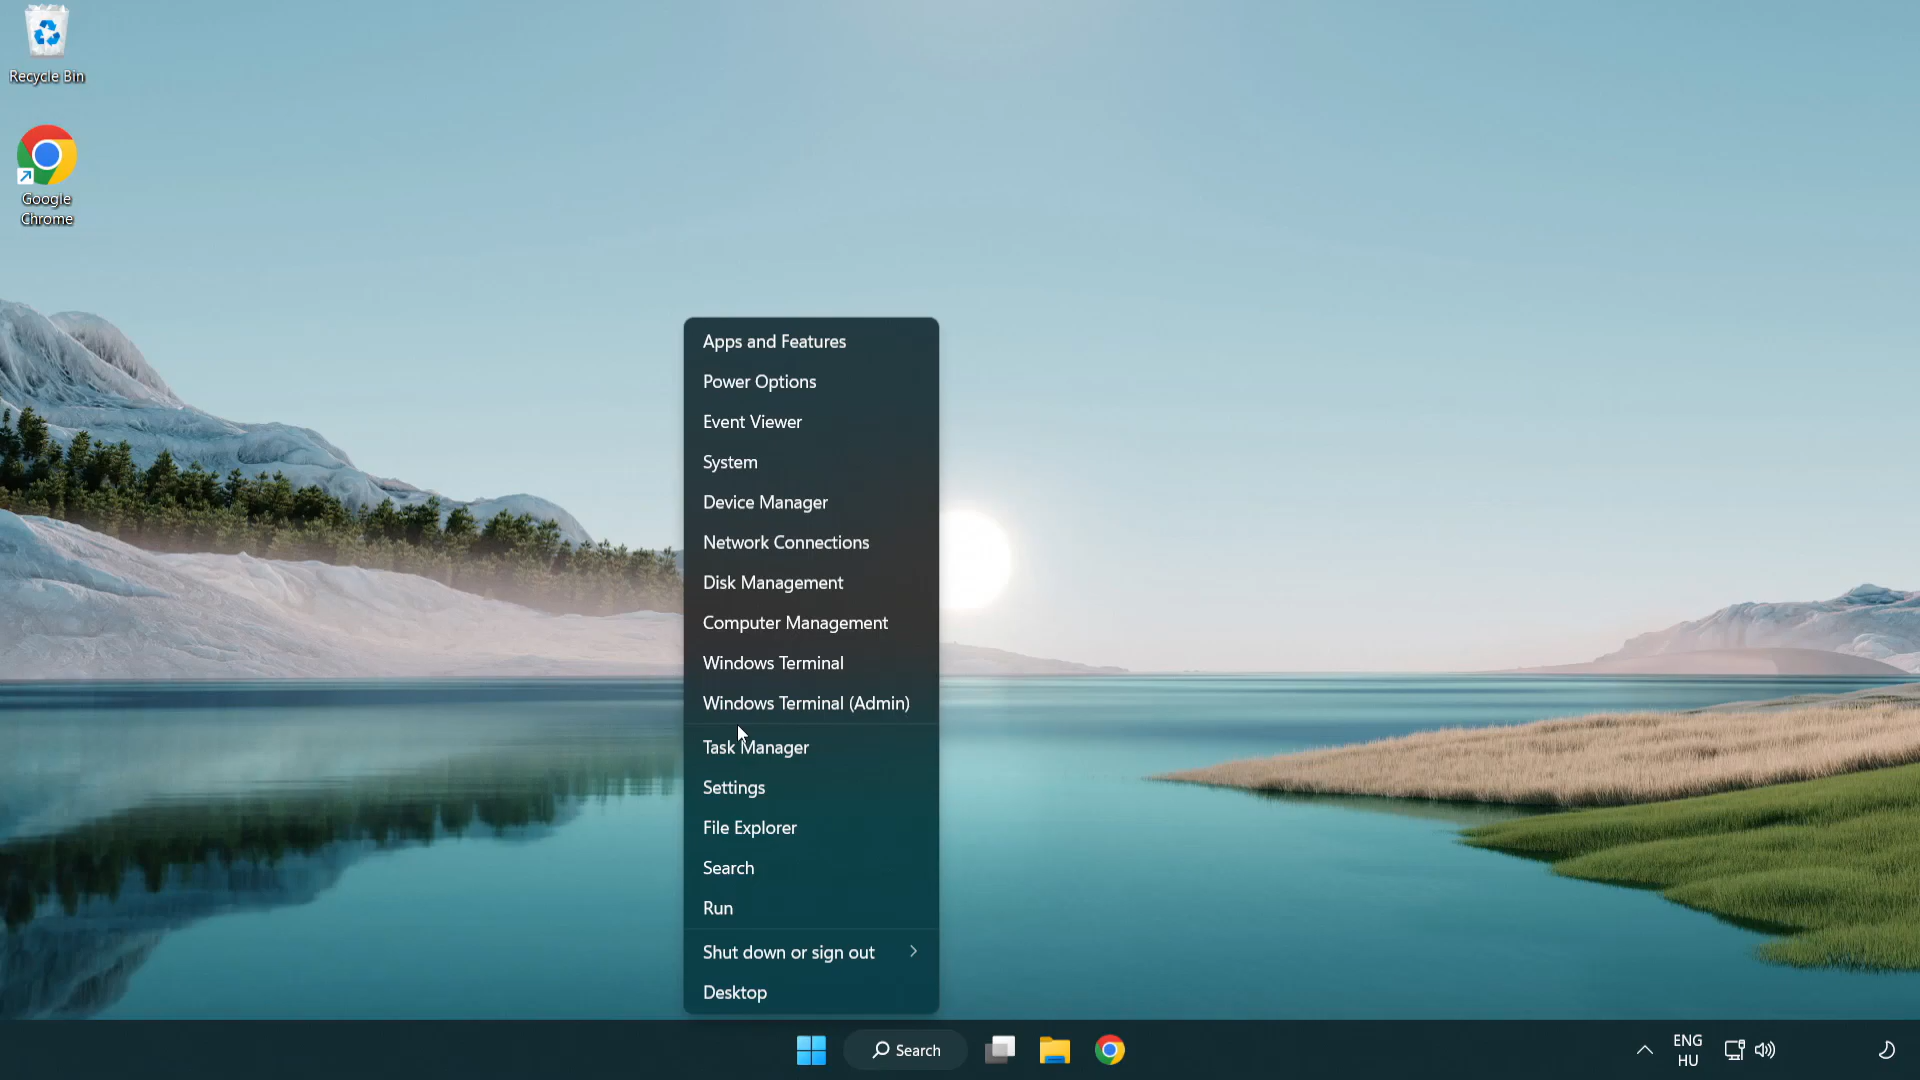 Recycle Bin
Google
Chrome
Apps and Features
Power Options
Event Viewer
System
Device Manager
Network Connections
Disk Management
Computer Management
Windows Terminal
Windows Terminal (Admin)
Task Manager
Settings
File Explorer
Search
Run
Shut down or sign out
Desktop
Search
ENG
HU